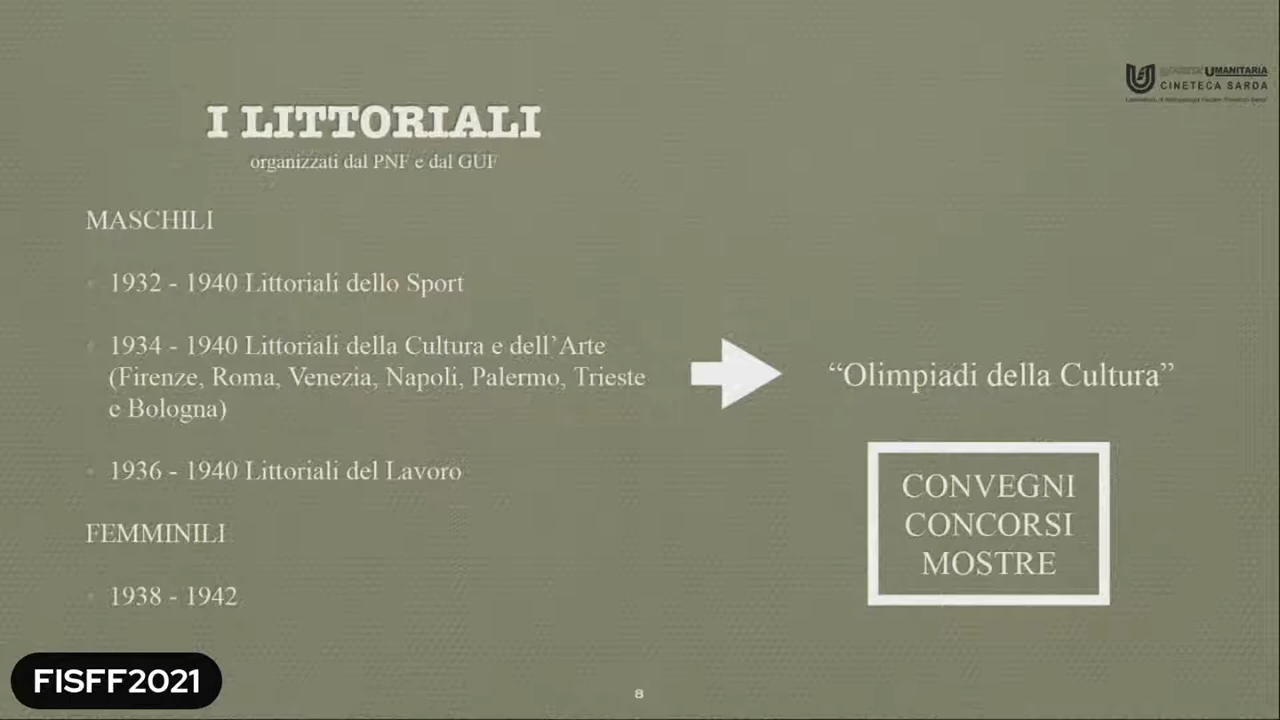 UMANITARIA
CINETECA SARDA
I LITTORIALI
organizzati dal PNF e dal GUF
MASCHILI
1932 - 1940 Littoriali dello Sport
1934 - 1940 Littoriali della Cultura e dell’Arte
(Firenze, Roma, Venezia, Napoli, Palermo, Trieste
e Bologna)
1936 - 1940 Littoriali del Lavoro
FEMMINILI
1938 - 1942
“Olimpiadi della Cultura”
CONVEGNI
CONCORSI
MOSTRE
FISFF2021
8